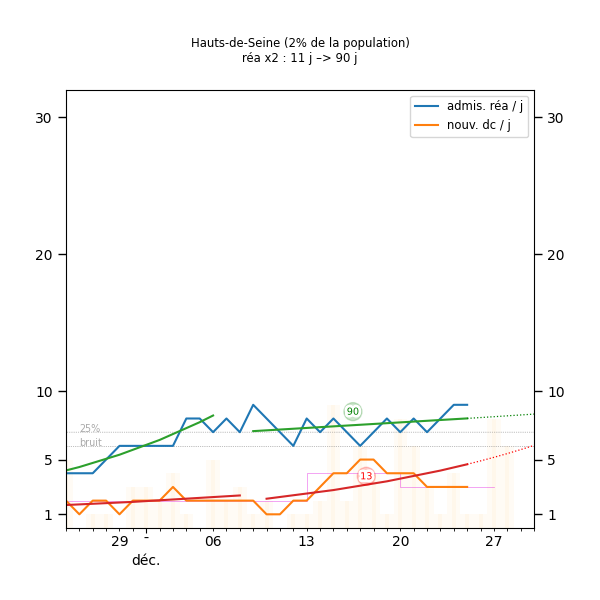 Hauts-de-Seine (2% de la population)
réa x2 : 11 j –> 90 j
admis. réa / j
nouv. dc / j
30 30
20 20
10 10
90
25%
bruit
5 5
13
1 1
29 - 06 13 20 27
déc.